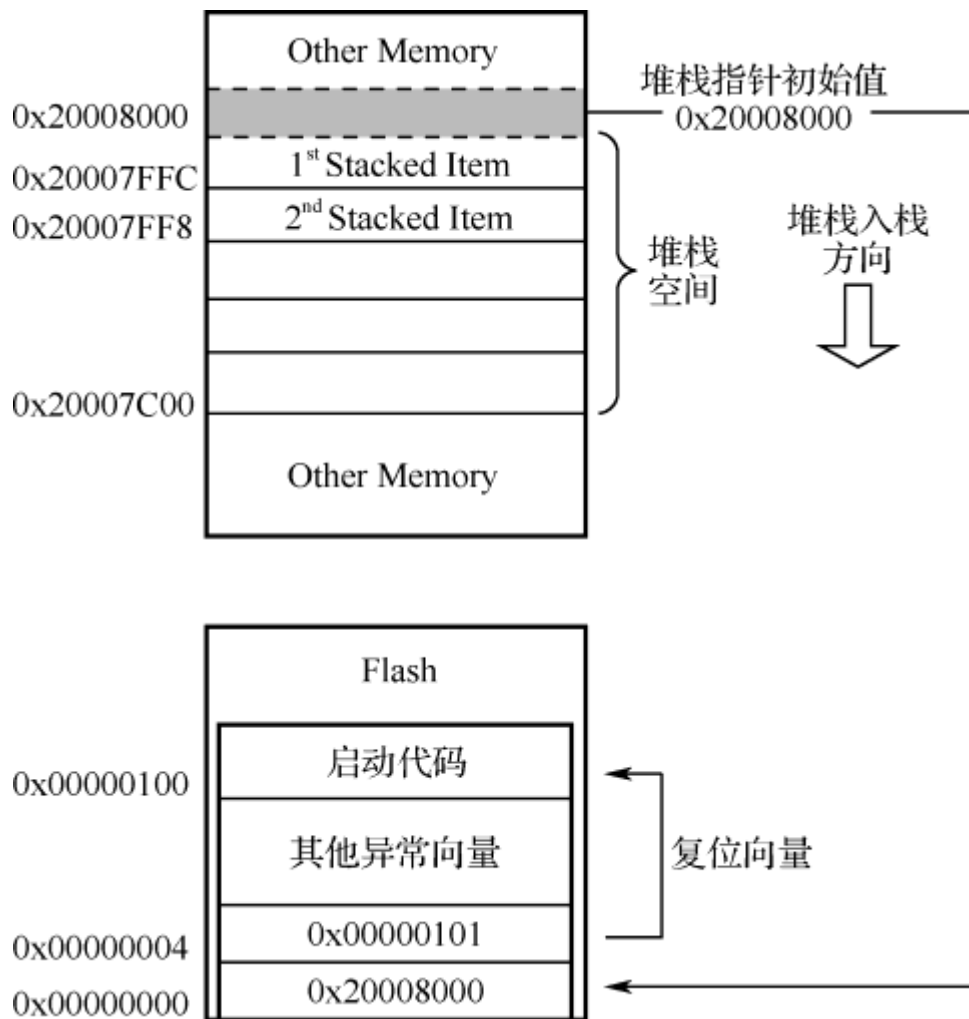 Other Memory
堆栈指针初始值
0x20008000
0x20008000
1st Stacked Item
0x20007FFC
2nd Stacked Item
0x20007FF8
堆栈入栈
方向
堆栈
空间
0x20007C00
Other Memory
Flash
启动代码
0x00000100
其他异常向量
复位向量
0x00000101
0x00000004
0x20008000
0x00000000